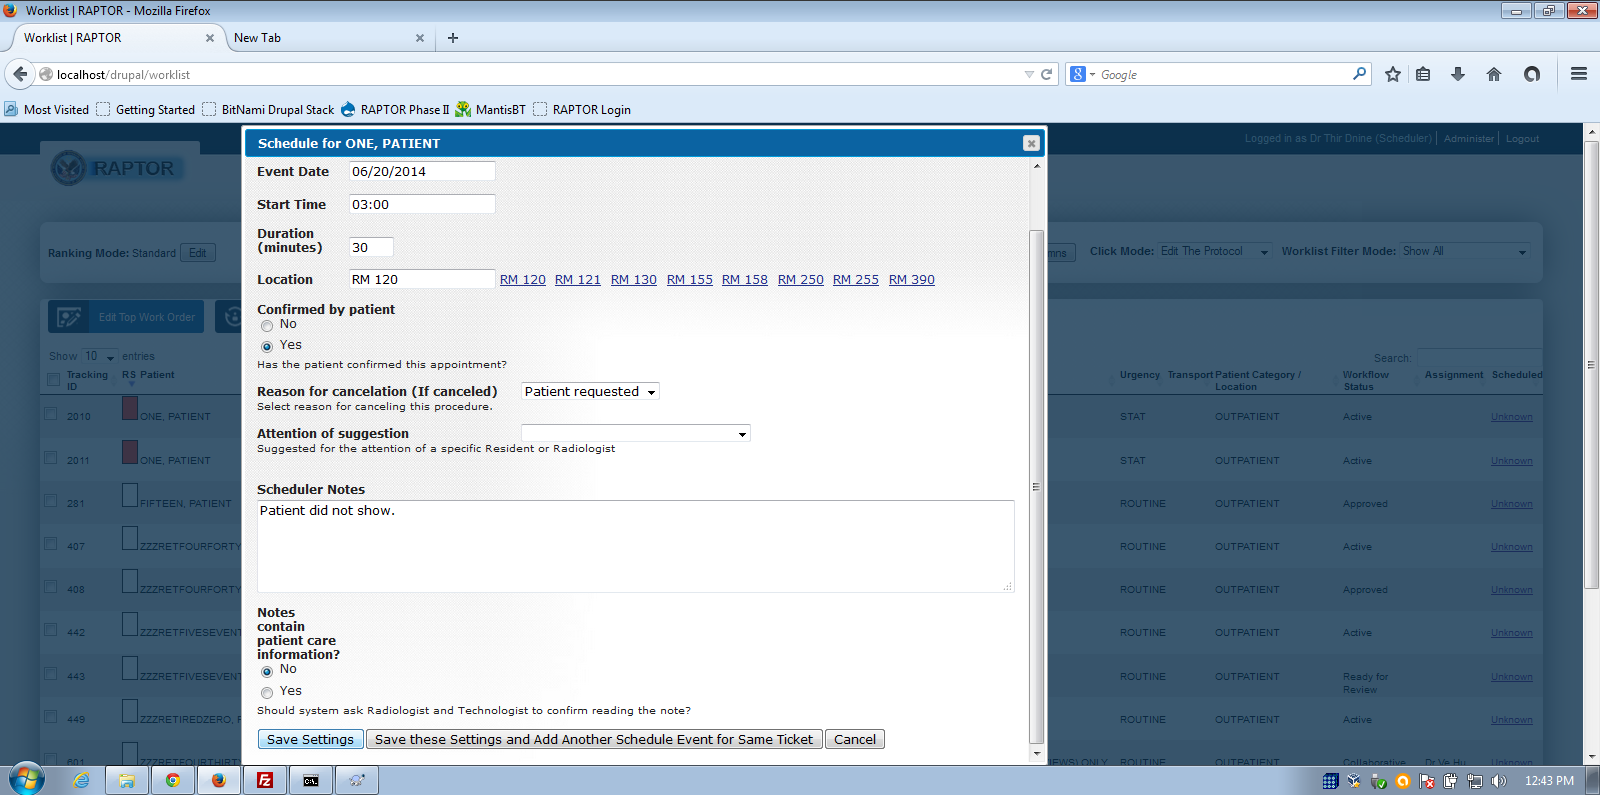 Worklist | RAPTOR - Mozilla Firefox
Worklist | RAPTOR
New Tab
localhost/drupal/worklist
Google
Most Visited Getting Started BitNami Drupal Stack RAPTOR Phase II MantisBT RAPTOR Login
Logged in as Dr Thir Dnine (Scheduler) Administer Logout
RAPTOR
Ranking Mode: Standard Edit
mns Click Mode: Edit The Protocol Worklist Filter Mode: Show All
Edit Top Work Order
Show 10 entries
Search:
Tracking ID RS Patient Urgency Transport Patient Category / Location Workflow Status Assignment Scheduled
2010 ONE, PATIENT STAT OUTPATIENT Active Unknown
2011 ONE, PATIENT STAT OUTPATIENT Active Unknown
281 FIFTEEN, PATIENT ROUTINE OUTPATIENT Approved Unknown
407 ZZZRETFOURFORTY ROUTINE OUTPATIENT Active Unknown
408 ZZZRETFOURFORTY ROUTINE OUTPATIENT Approved Unknown
442 ZZZRETFIVESEVENT ROUTINE OUTPATIENT Active Unknown
443 ZZZRETFIVESEVENT ROUTINE OUTPATIENT Ready for Review Unknown
449 ZZZRETIREDZERO, ROUTINE OUTPATIENT Active Unknown
601 ZZZRETFOURTHIRT IEWS) ONLY Collaborative Dr Ve Hu Unknown
Schedule for ONE, PATIENT
Event Date 06/20/2014
Start Time 03:00
Duration
(minutes) 30
Location RM 120 RM 120 RM 121 RM 130 RM 155 RM 158 RM 250 RM 255 RM 390
Confirmed by patient
No
Yes
Has the patient confirmed this appointment?
Reason for cancelation (If canceled) Patient requested
Select reason for canceling this procedure.
Attention of suggestion
Suggested for the attention of a specific Resident or Radiologist
Scheduler Notes
Patient did not show.
Notes
contain
patient care
information?
No
Yes
Should system ask Radiologist and Technologist to confirm reading the note?
Save Settings Save these Settings and Add Another Schedule Event for Same Ticket Cancel
12:43 PM